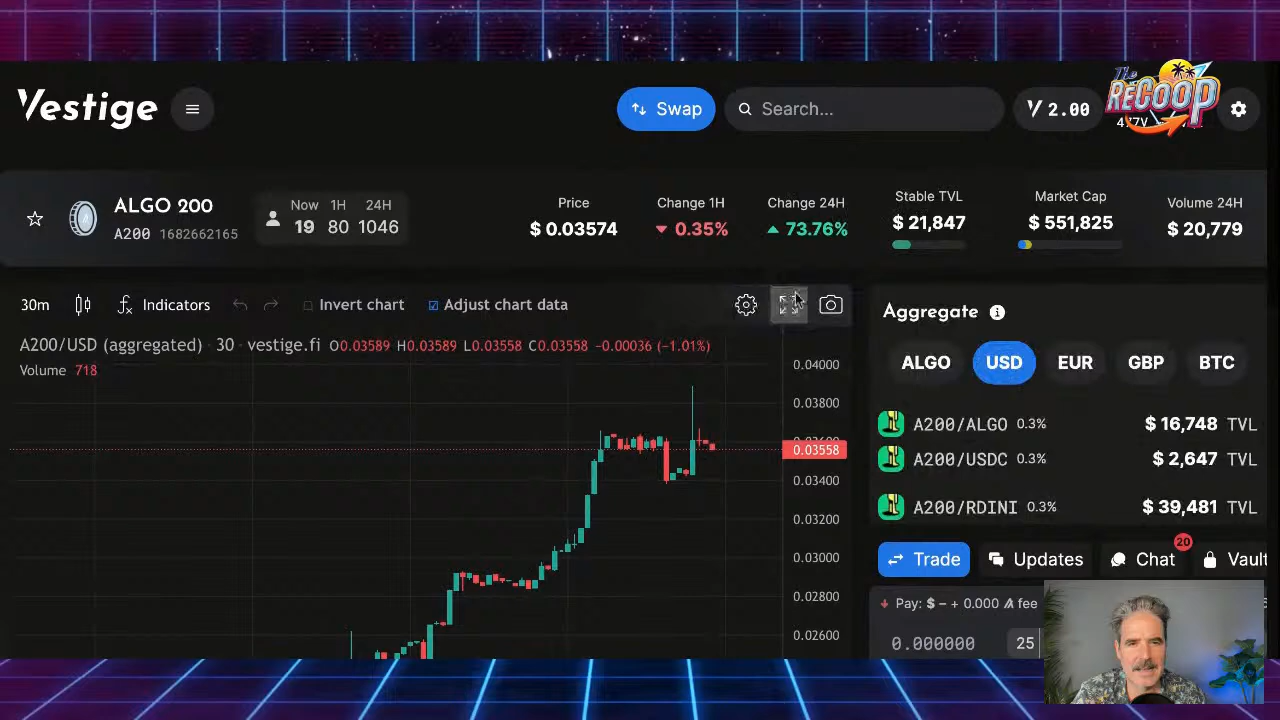 Vestige
Swap
Search...
2.00
The
RECOOP
ALGO 200
A200 1682662165
Now 1H 24H
19 80 1046
Price
$ 0.03574
Change 1H
0.35%
Change 24H
73.76%
Stable TVL
$ 21,847
Market Cap
$ 551,825
Volume 24H
$ 20,779
30m
Indicators
Invert chart
Adjust chart data
A200/USD (aggregated) · 30 · vestige.fi O0.03589 H0.03589 L0.03558 C0.03558 -0.00036 (−1.01%)
Volume 718
0.04000
0.03800
0.03558
0.03400
0.03200
0.03000
0.02800
0.02600
Aggregate
ALGO USD EUR GBP BTC
A200/ALGO 0.3% $ 16,748 TVL
A200/USDC 0.3% $ 2,647 TVL
A200/RDINI 0.3% $ 39,481 TVL
Trade
Updates
Chat
20
Vault
Pay: $ − + 0.000 fee
0.000000
25